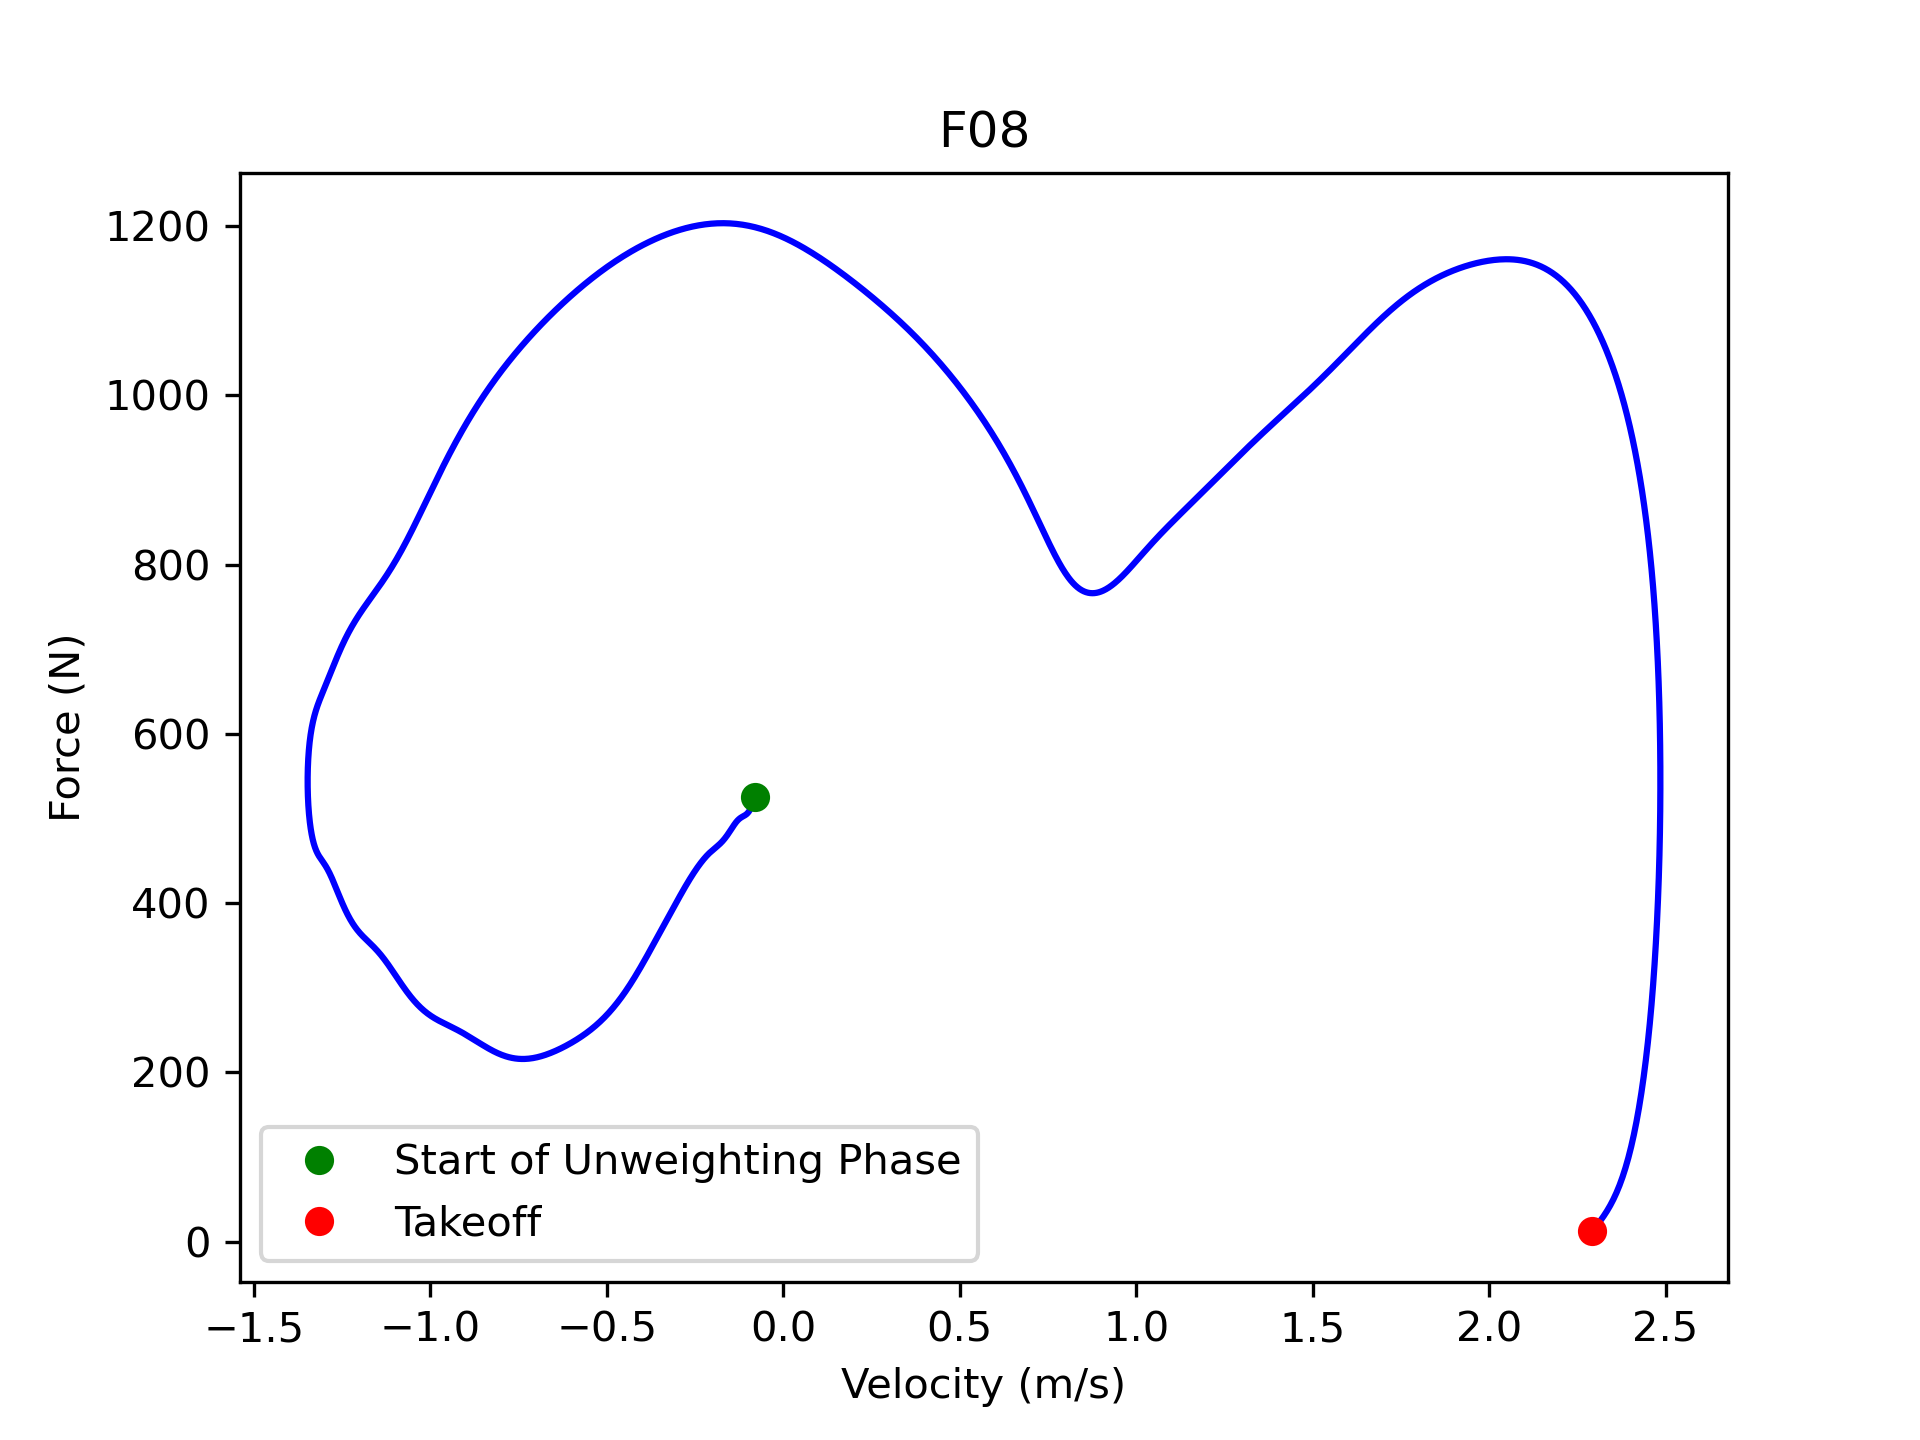 F08
1200
1000
800
600
400
200
0
Force (N)
−1.5 −1.0 −0.5 0.0 0.5 1.0 1.5 2.0 2.5
Velocity (m/s)
Start of Unweighting Phase
Takeoff